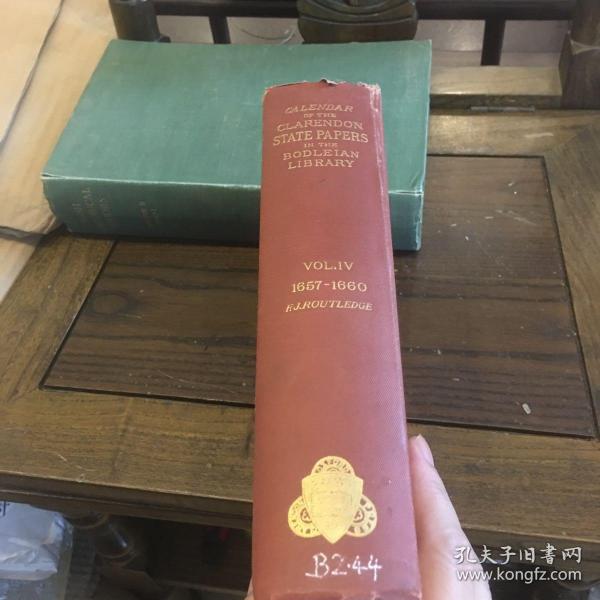 CALENDAR
OF THE
CLARENDON
STATE PAPERS
IN THE
BODLEIAN
LIBRARY
VOL.IV
1657-1660
F.J.ROUTLEDGE
B2.44
孔夫子旧书网
www.kongfz.com